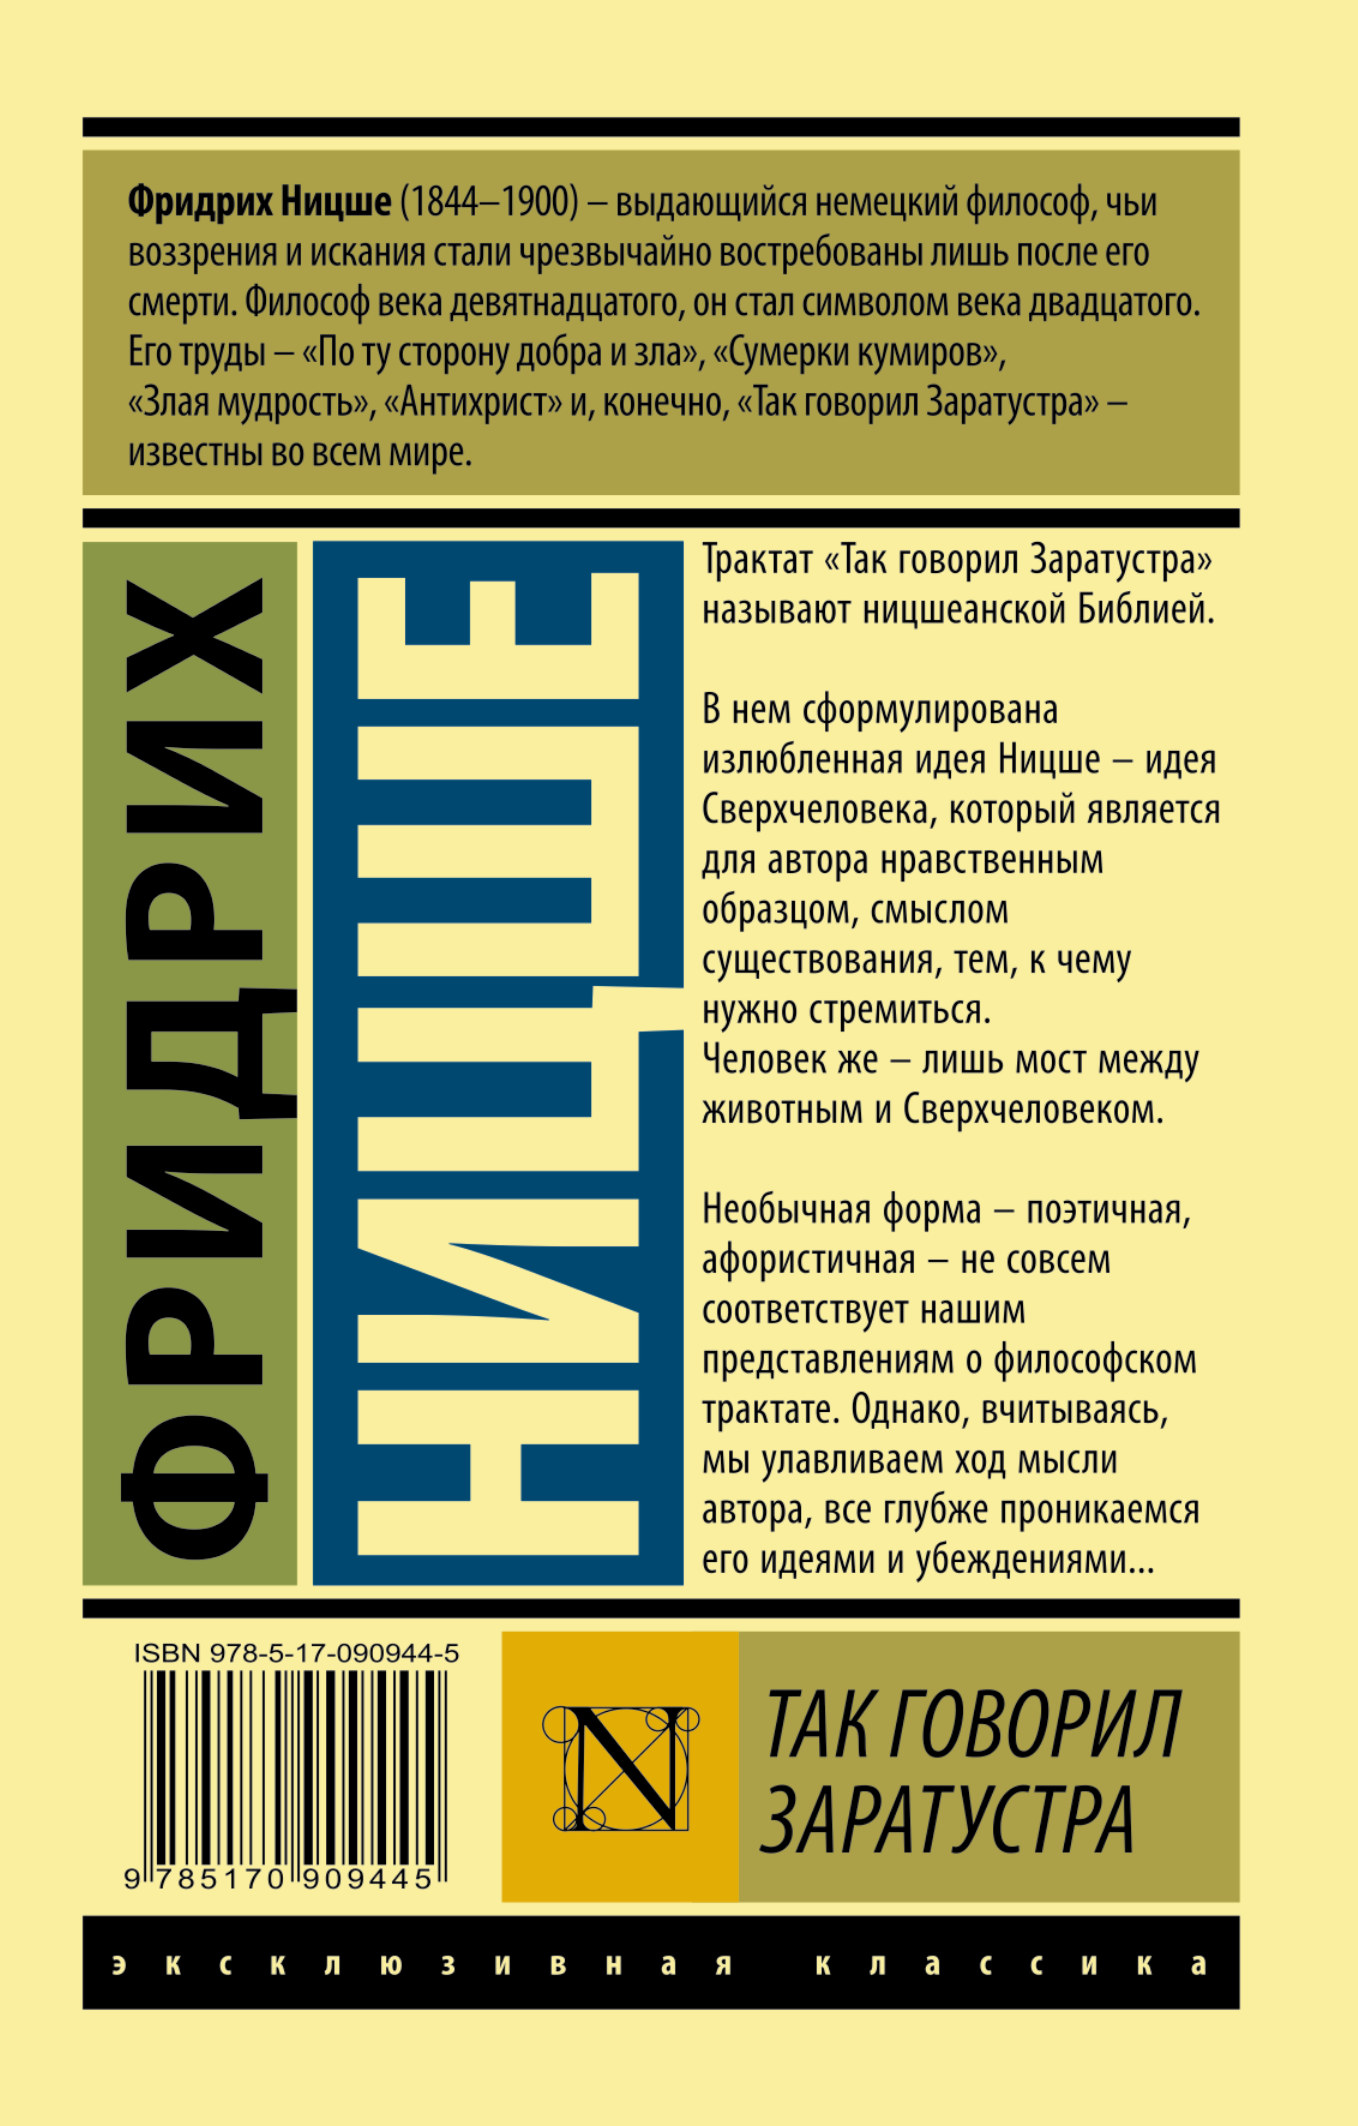 Фридрих Ницше (1844–1900) – выдающийся немецкий философ, чьи
воззрения и искания стали чрезвычайно востребованы лишь после его
смерти. Философ века девятнадцатого, он стал символом века двадцатого.
Его труды – «По ту сторону добра и зла», «Сумерки кумиров»,
«Злая мудрость», «Антихрист» и, конечно, «Так говорил Заратустра» –
известны во всем мире.
ФРИДРИХ
НИЦШЕ
Трактат «Так говорил Заратустра»
называют ницшеанской Библией.
В нем сформулирована
излюбленная идея Ницше – идея
Сверхчеловека, который является
для автора нравственным
образцом, смыслом
существования, тем, к чему
нужно стремиться.
Человек же – лишь мост между
животным и Сверхчеловеком.
Необычная форма – поэтичная,
афористичная – не совсем
соответствует нашим
представлениям о философском
трактате. Однако, вчитываясь,
мы улавливаем ход мысли
автора, все глубже проникаемся
его идеями и убеждениями...
ISBN 978-5-17-090944-5
9 785170 909445
N
ТАК ГОВОРИЛ
ЗАРАТУСТРА
эксклюзивная классика